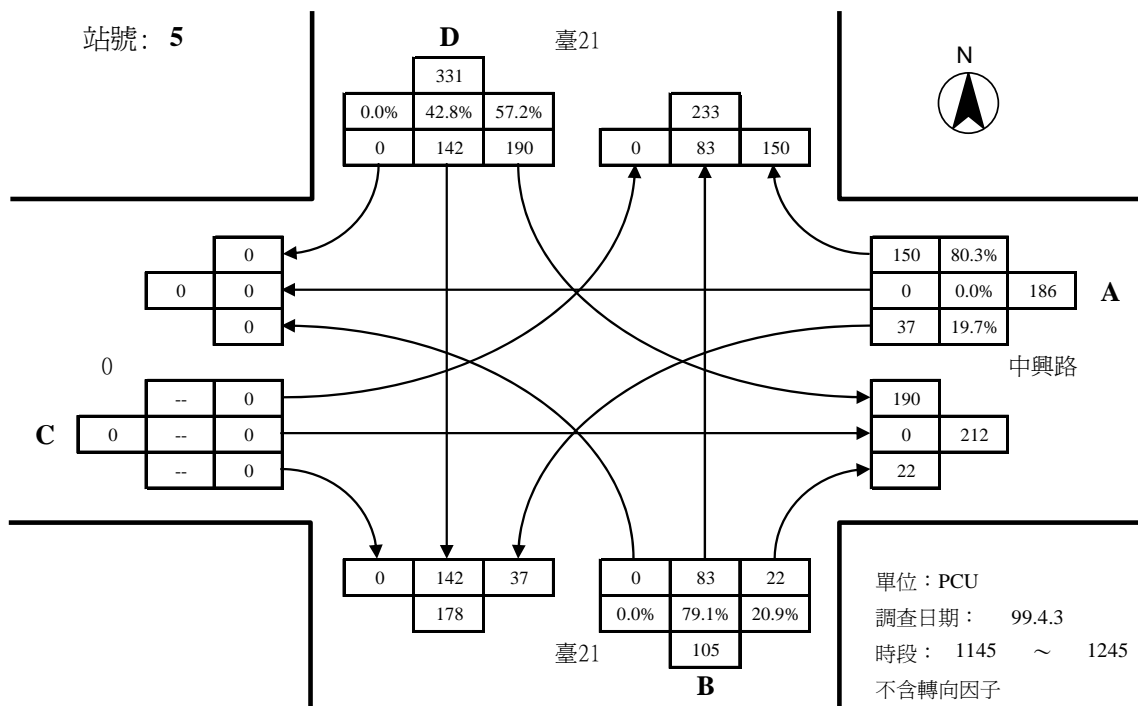 站號: 5
D
臺21
N
331
0.0% 42.8% 57.2%
0 142 190
233
0 83 150
0
0 0
0
150 80.3%
0 0.0% 186
37 19.7%
A
0
中興路
-- 0
0 -- 0
-- 0
C
190
0 212
22
0 142 37
178
0 83 22
0.0% 79.1% 20.9%
105
臺21
B
單位：PCU
調查日期： 99.4.3
時段： 1145 ～ 1245
不含轉向因子